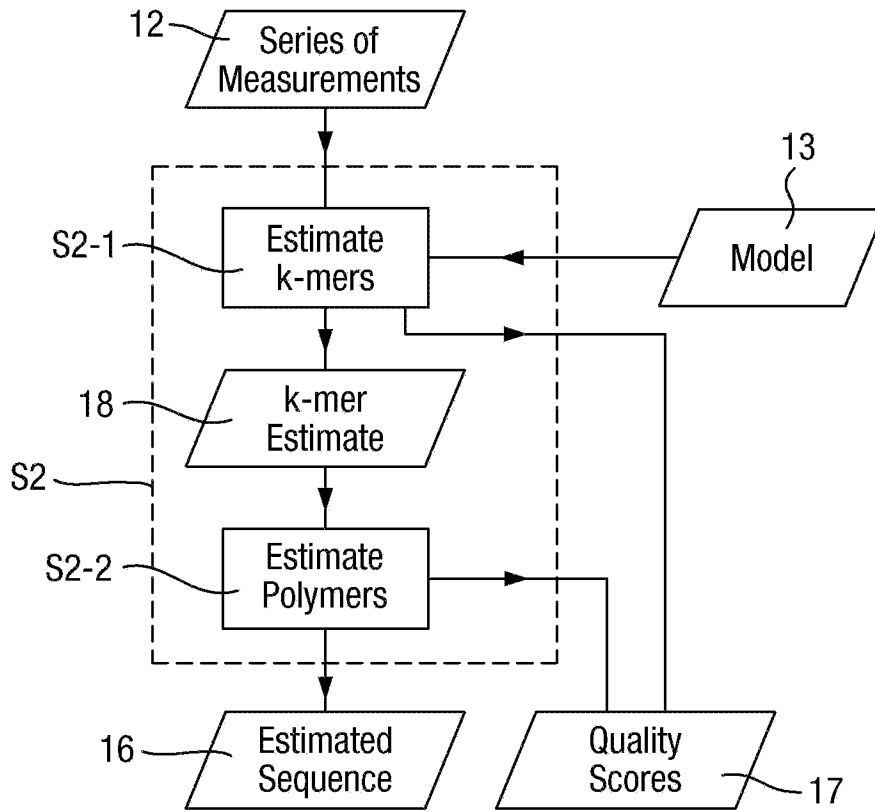 12
Series of
Measurements
13
S2-1
Estimate
k-mers
Model
18
k-mer
Estimate
S2
S2-2
Estimate
Polymers
16
Estimated
Sequence
Quality
Scores
17